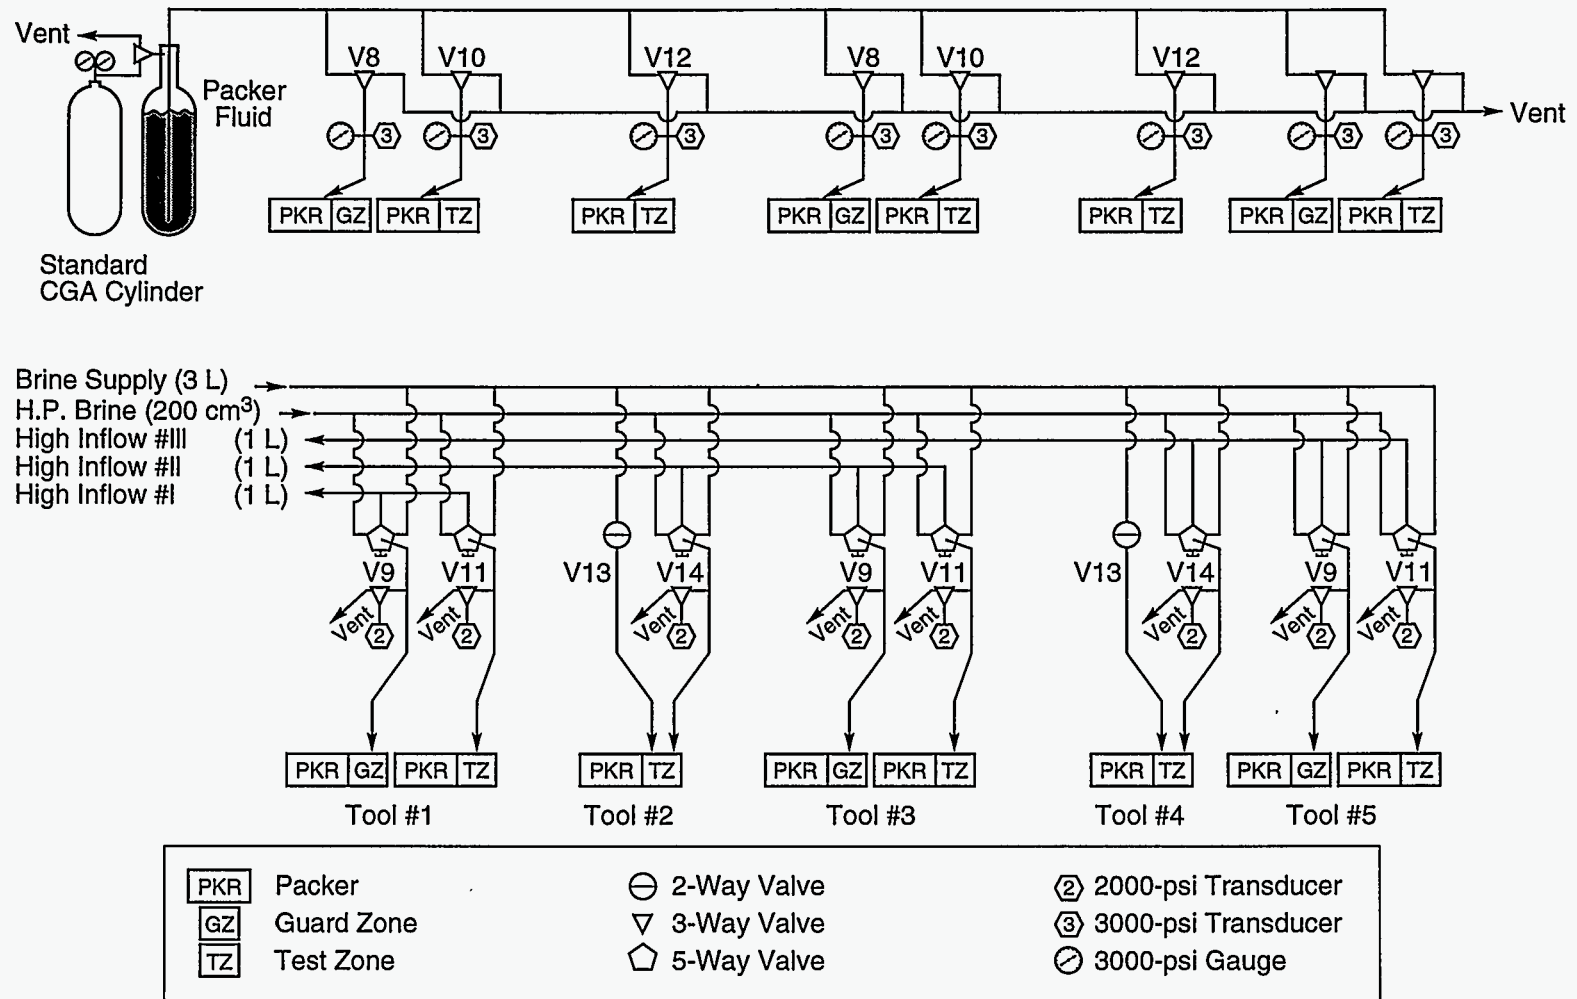 Vent
V8 V10 V12 V8 V10 V12
Packer
Fluid
Vent
3 3 3 3 3 3 3 3
PKR GZ PKR TZ PKR TZ PKR GZ PKR TZ PKR TZ PKR GZ PKR TZ
Standard
CGA Cylinder
Brine Supply (3 L)
H.P. Brine (200 cm³)
High Inflow #III (1 L)
High Inflow #II (1 L)
High Inflow #I (1 L)
V9 V11 V13 V14 V9 V11 V13 V14 V9 V11
Vent Vent Vent Vent Vent Vent Vent Vent
2 2 2 2 2 2 2 2
PKR GZ PKR TZ PKR TZ PKR GZ PKR TZ PKR TZ PKR GZ PKR TZ
Tool #1 Tool #2 Tool #3 Tool #4 Tool #5
PKR Packer 2-Way Valve 2 2000-psi Transducer
GZ Guard Zone 3-Way Valve 3 3000-psi Transducer
TZ Test Zone 5-Way Valve 3000-psi Gauge